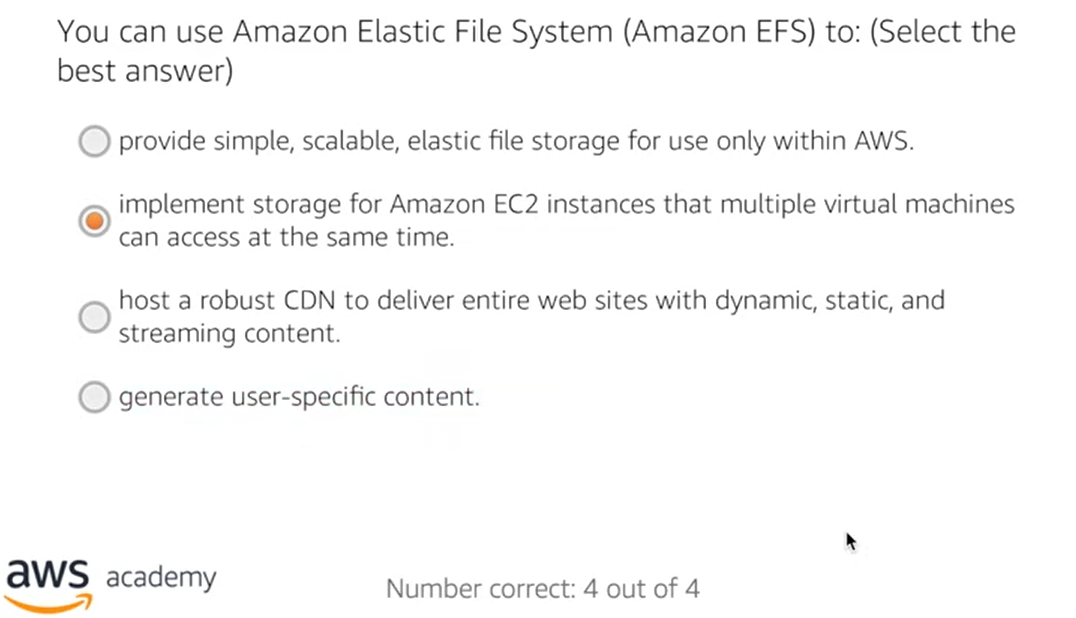 You can use Amazon Elastic File System (Amazon EFS) to: (Select the
best answer)
provide simple, scalable, elastic file storage for use only within AWS.
implement storage for Amazon EC2 instances that multiple virtual machines
can access at the same time.
host a robust CDN to deliver entire web sites with dynamic, static, and
streaming content.
generate user-specific content.
aws academy
Number correct: 4 out of 4